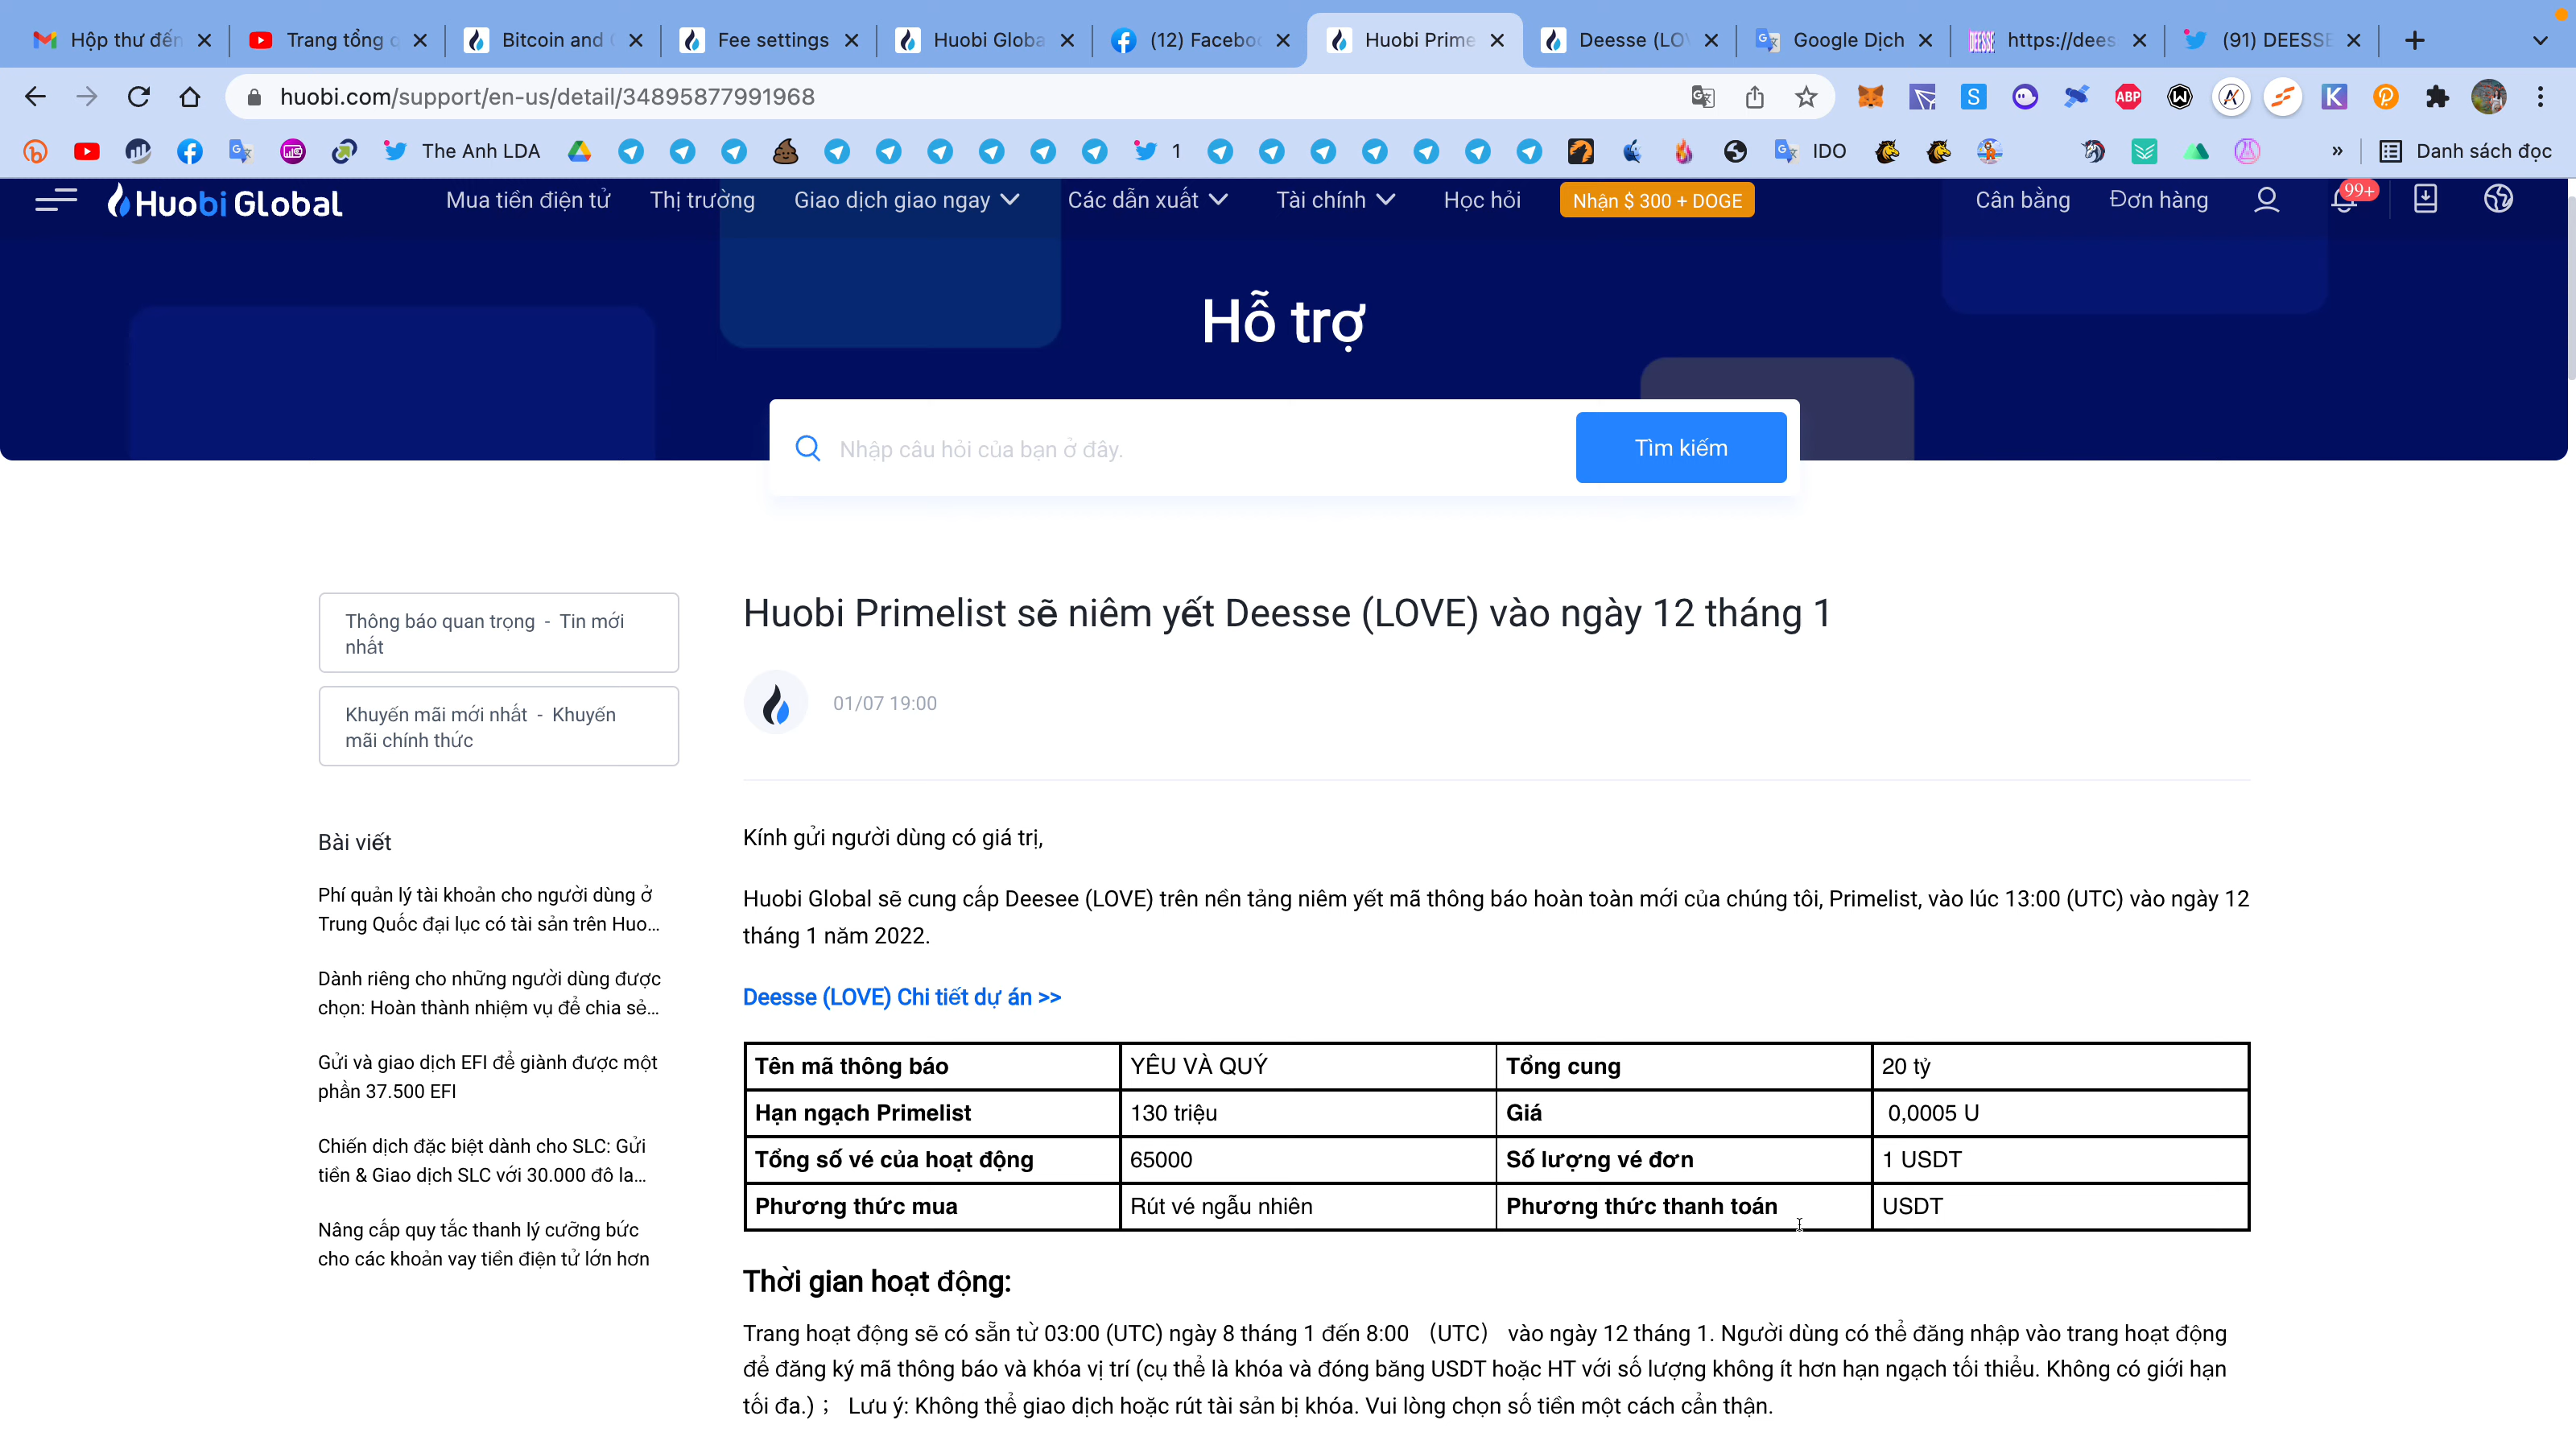 Hộp thư đến
Trang tổng q
Bitcoin and
Fee settings
Huobi Globa
(12) Faceboo
Huobi Prime
Deesse (LOV
Google Dịch
https://dees
(91) DEESSE
huobi.com/support/en-us/detail/34895877991968
The Anh LDA
1
IDO
»
Danh sách đọc
Huobi Global
Mua tiền điện tử
Thị trường
Giao dịch giao ngay
Các dẫn xuất
Tài chính
Học hỏi
Nhận $ 300 + DOGE
Cân bằng
Đơn hàng
99+
Hỗ trợ
Nhập câu hỏi của bạn ở đây.
Tìm kiếm
Thông báo quan trọng - Tin mới
nhất
Khuyến mãi mới nhất - Khuyến
mãi chính thức
Bài viết
Phí quản lý tài khoản cho người dùng ở
Trung Quốc đại lục có tài sản trên Huo...
Dành riêng cho những người dùng được
chọn: Hoàn thành nhiệm vụ để chia sẻ...
Gửi và giao dịch EFI để giành được một
phần 37.500 EFI
Chiến dịch đặc biệt dành cho SLC: Gửi
tiền & Giao dịch SLC với 30.000 đô la...
Nâng cấp quy tắc thanh lý cưỡng bức
cho các khoản vay tiền điện tử lớn hơn
Huobi Primelist sẽ niêm yết Deesse (LOVE) vào ngày 12 tháng 1
01/07 19:00
Kính gửi người dùng có giá trị,
Huobi Global sẽ cung cấp Deesee (LOVE) trên nền tảng niêm yết mã thông báo hoàn toàn mới của chúng tôi, Primelist, vào lúc 13:00 (UTC) vào ngày 12
tháng 1 năm 2022.
Deesse (LOVE) Chi tiết dự án >>
Tên mã thông báo YÊU VÀ QUÝ Tổng cung 20 tỷ
Hạn ngạch Primelist 130 triệu Giá 0,0005 U
Tổng số vé của hoạt động 65000 Số lượng vé đơn 1 USDT
Phương thức mua Rút vé ngẫu nhiên Phương thức thanh toán USDT
Thời gian hoạt động:
Trang hoạt động sẽ có sẵn từ 03:00 (UTC) ngày 8 tháng 1 đến 8:00 （UTC） vào ngày 12 tháng 1. Người dùng có thể đăng nhập vào trang hoạt động
để đăng ký mã thông báo và khóa vị trí (cụ thể là khóa và đóng băng USDT hoặc HT với số lượng không ít hơn hạn ngạch tối thiểu. Không có giới hạn
tối đa.)； Lưu ý: Không thể giao dịch hoặc rút tài sản bị khóa. Vui lòng chọn số tiền một cách cẩn thận.